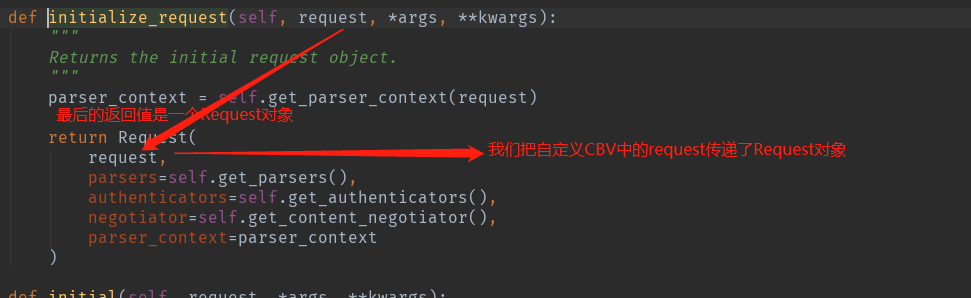 def initialize_request(self, request, *args, **kwargs):
"""
Returns the initial request object.
"""
parser_context = self.get_parser_context(request)
最后的返回值是一个Request对象
return Request(
request,
我们把自定义CBV中的request传递了Request对象
parsers=self.get_parsers(),
authenticators=self.get_authenticators(),
negotiator=self.get_content_negotiator(),
parser_context=parser_context
)
def initial(self, request, *args, **kwargs):